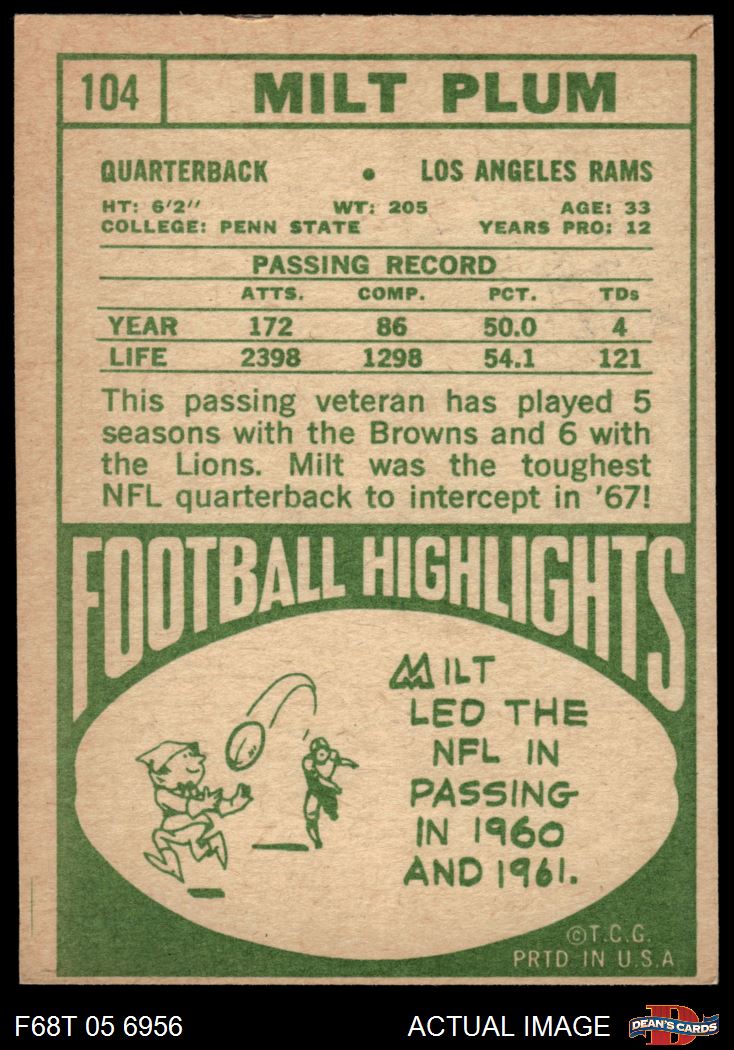 104 MILT PLUM
QUARTERBACK • LOS ANGELES RAMS
HT: 6'2" WT: 205 AGE: 33
COLLEGE: PENN STATE YEARS PRO: 12
PASSING RECORD
ATTS. COMP. PCT. TDs
YEAR 172 86 50.0 4
LIFE 2398 1298 54.1 121
This passing veteran has played 5
seasons with the Browns and 6 with
the Lions. Milt was the toughest
NFL quarterback to intercept in '67!
FOOTBALL HIGHLIGHTS
MILT
LED THE
NFL IN
PASSING
IN 1960
AND 1961.
©T.C.G.
PRTD IN U.S.A
F68T 05 6956 ACTUAL IMAGE D DEAN'S CARDS